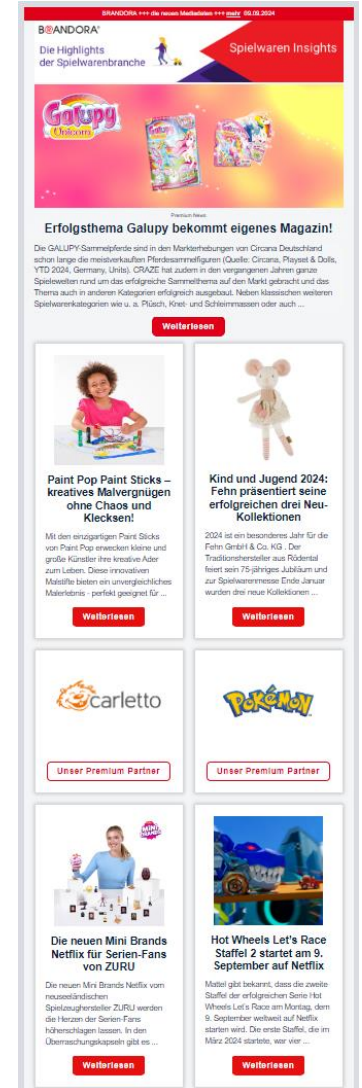 BRANDORA +++ die neuen Mediadaten +++ mehr 09.09.2024
BRANDORA
Die Highlights
der Spielwarenbranche
Spielwaren Insights
Galupy
Unicorn
Premium News
Erfolgsthema Galupy bekommt eigenes Magazin!
Die GALUPY-Sammelpferde sind in den Markterhebungen von Circana Deutschland
schon lange die meistverkauften Pferdesammelfiguren (Quelle: Circana, Playset & Dolls,
YTD 2024, Germany, Units). CRAZE hat zudem in den vergangenen Jahren ganze
Spielewelten rund um das erfolgreiche Sammelthema auf den Markt gebracht und das
Thema auch in anderen Kategorien erfolgreich ausgebaut. Neben klassischen weiteren
Spielwarenkategorien wie u. a. Plüsch, Knet- und Schleimmassen oder auch ...
Weiterlesen
Paint Pop Paint Sticks –
kreatives Malvergnügen
ohne Chaos und
Klecksen!
Mit den einzigartigen Paint Sticks
von Paint Pop erwecken kleine und
große Künstler ihre kreative Ader
zum Leben. Diese innovativen
Malstifte bieten ein unvergleichliches
Malerlebnis - perfekt geeignet für ...
Weiterlesen
Kind und Jugend 2024:
Fehn präsentiert seine
erfolgreichen drei Neu-
Kollektionen
2024 ist ein besonderes Jahr für die
Fehn GmbH & Co. KG . Der
Traditionshersteller aus Rödental
feiert sein 75-jähriges Jubiläum und
zur Spielwarenmesse Ende Januar
wurden drei neue Kollektionen ...
Weiterlesen
carletto
Unser Premium Partner
POKéMON
Unser Premium Partner
MINI
BRANDS
Die neuen Mini Brands
Netflix für Serien-Fans
von ZURU
Die neuen Mini Brands Netflix vom
neuseeländischen
Spielzeughersteller ZURU werden
die Herzen der Serien-Fans
höherschlagen lassen. In den
Überraschungskapseln gibt es ...
Weiterlesen
Hot Wheels Let's Race
Staffel 2 startet am 9.
September auf Netflix
Mattel gibt bekannt, dass die zweite
Staffel der erfolgreichen Serie Hot
Wheels Let's Race am Montag, dem
9. September weltweit auf Netflix
starten wird. Die erste Staffel, die im
März 2024 startete, war vier ...
Weiterlesen